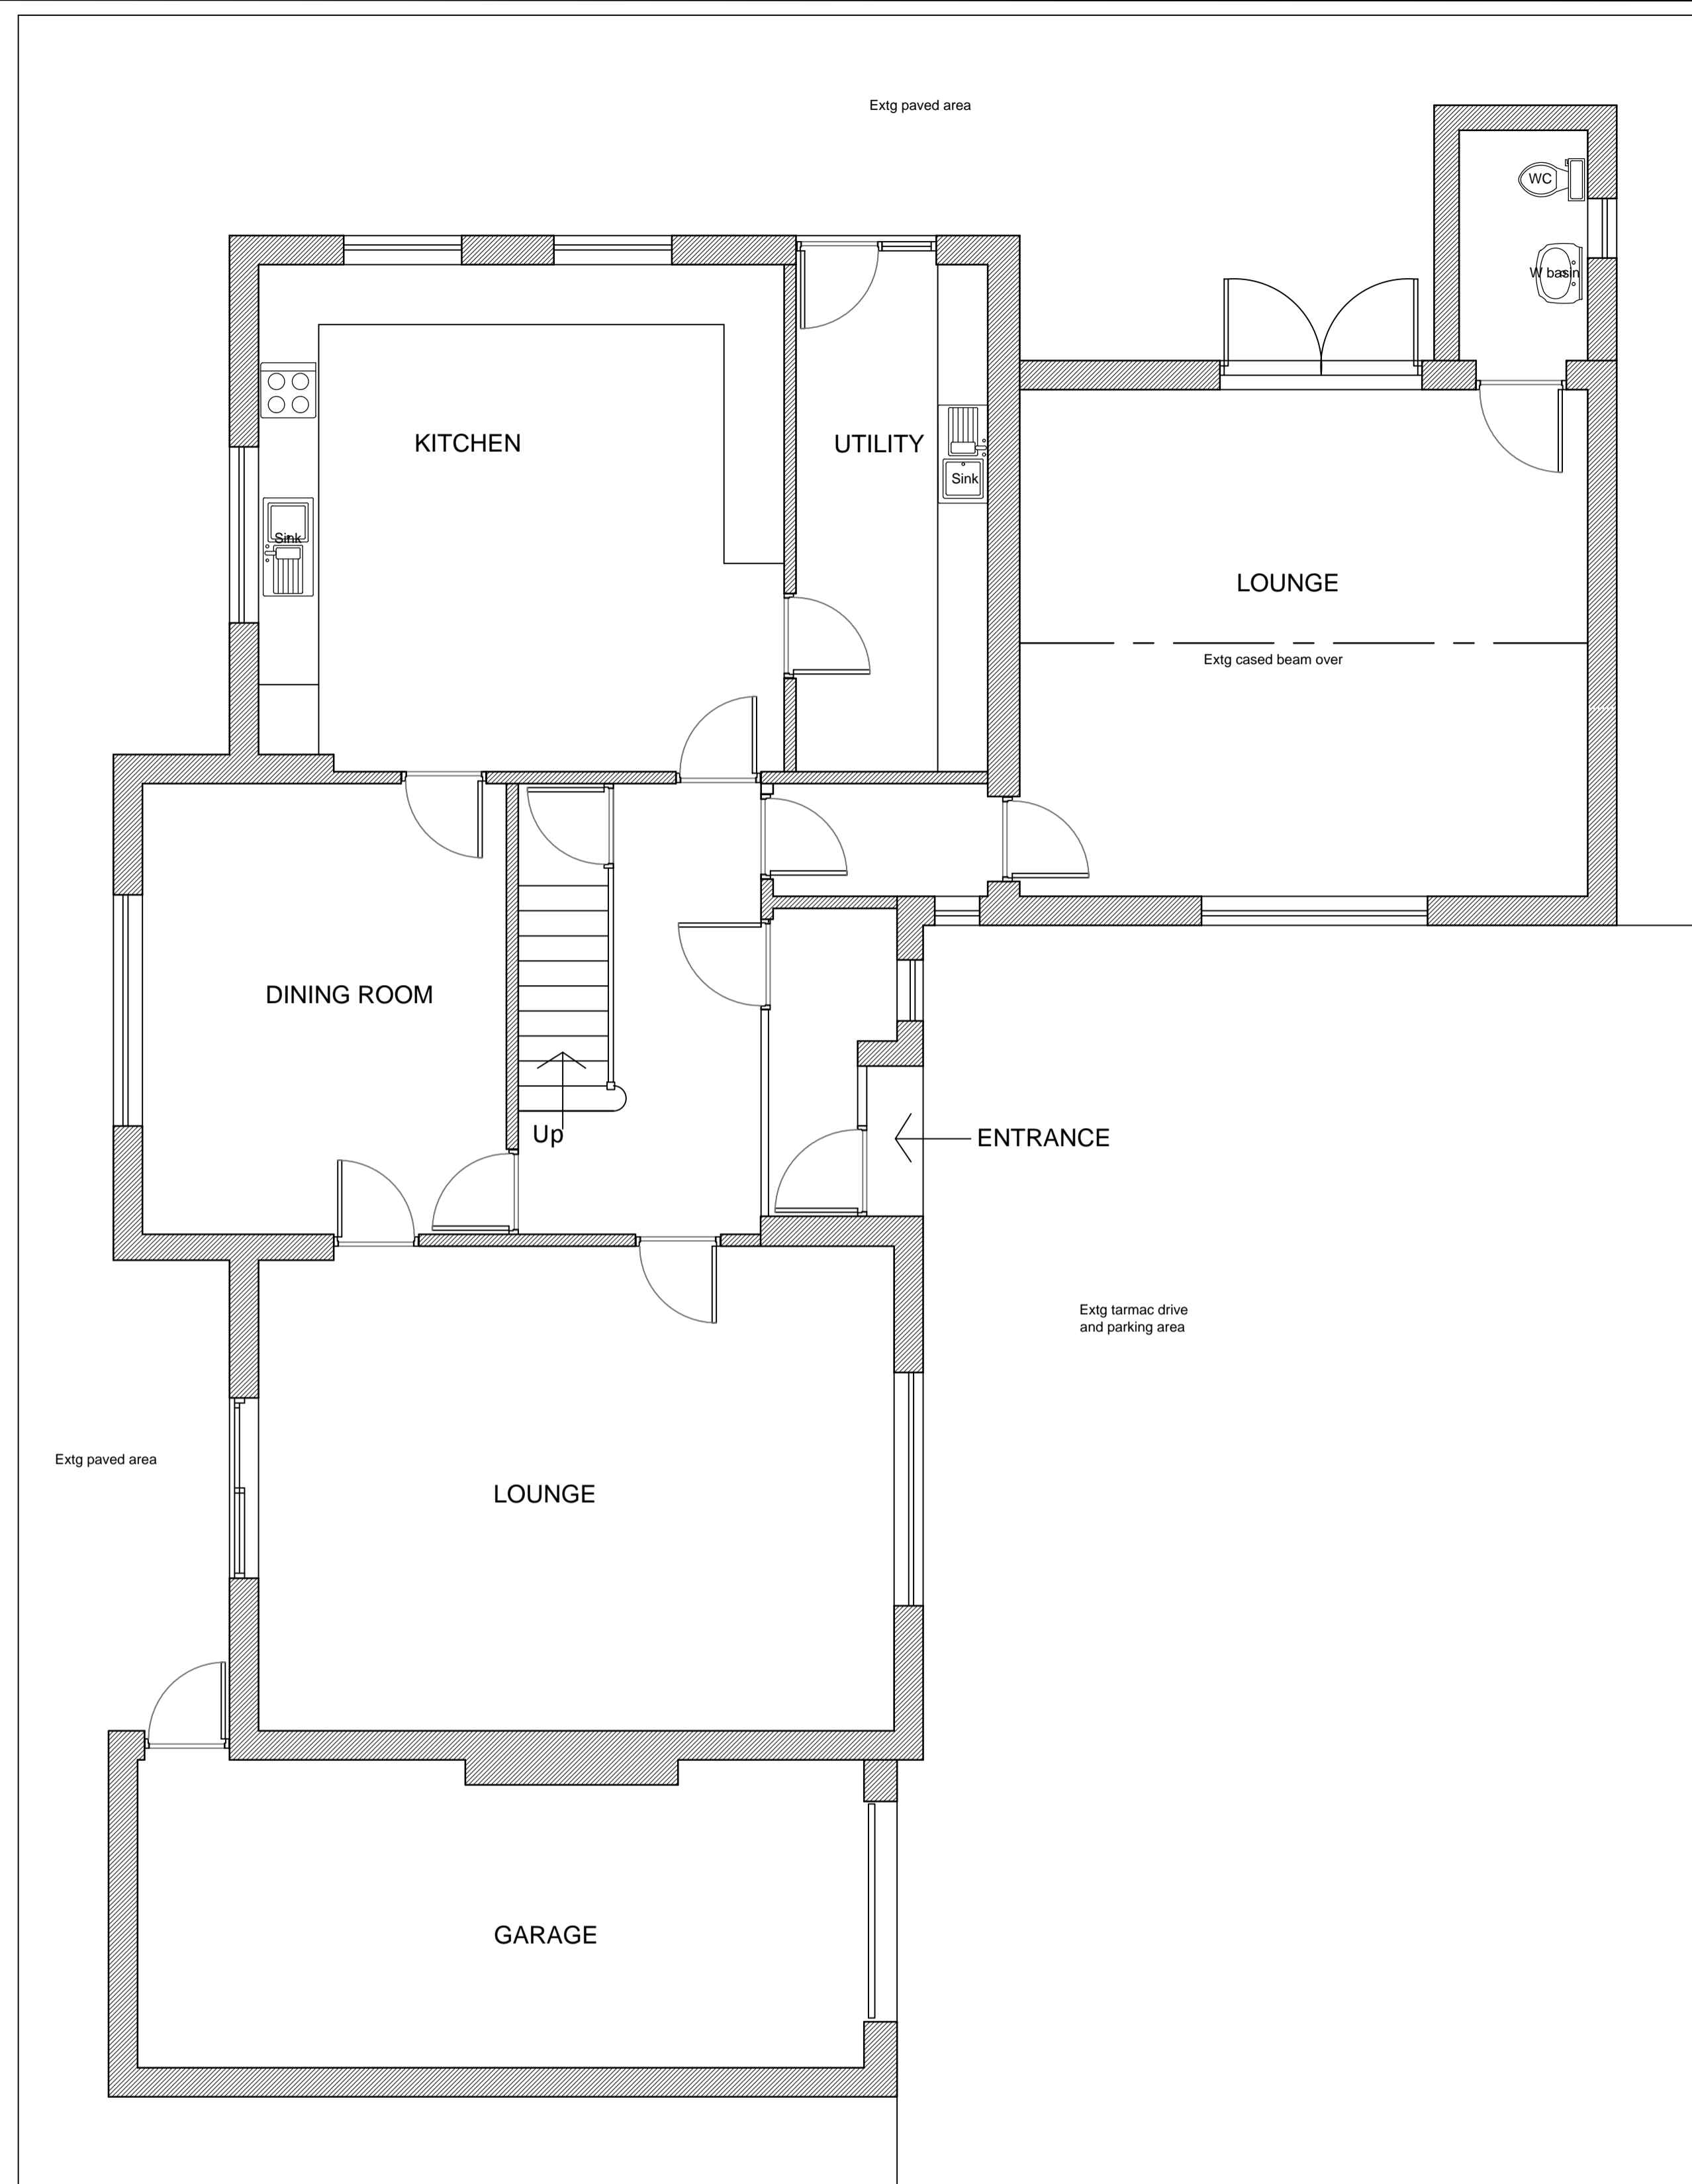 Extg paved area
WC
W basin
KITCHEN
UTILITY
Sink
Sink
LOUNGE
Extg cased beam over
DINING ROOM
Up
ENTRANCE
Extg tarmac drive
and parking area
Extg paved area
LOUNGE
GARAGE